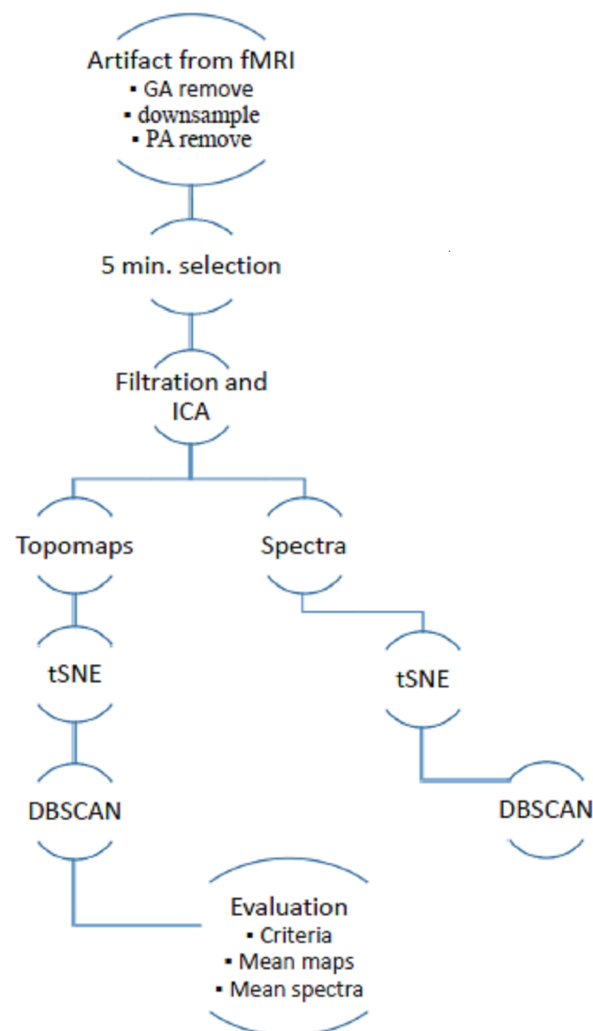 Artifact from fMRI
▪ GA remove
▪ downsample
▪ PA remove
5 min. selection
Filtration and
ICA
Topomaps
Spectra
tSNE
tSNE
DBSCAN
DBSCAN
Evaluation
▪ Criteria
▪ Mean maps
▪ Mean spectra